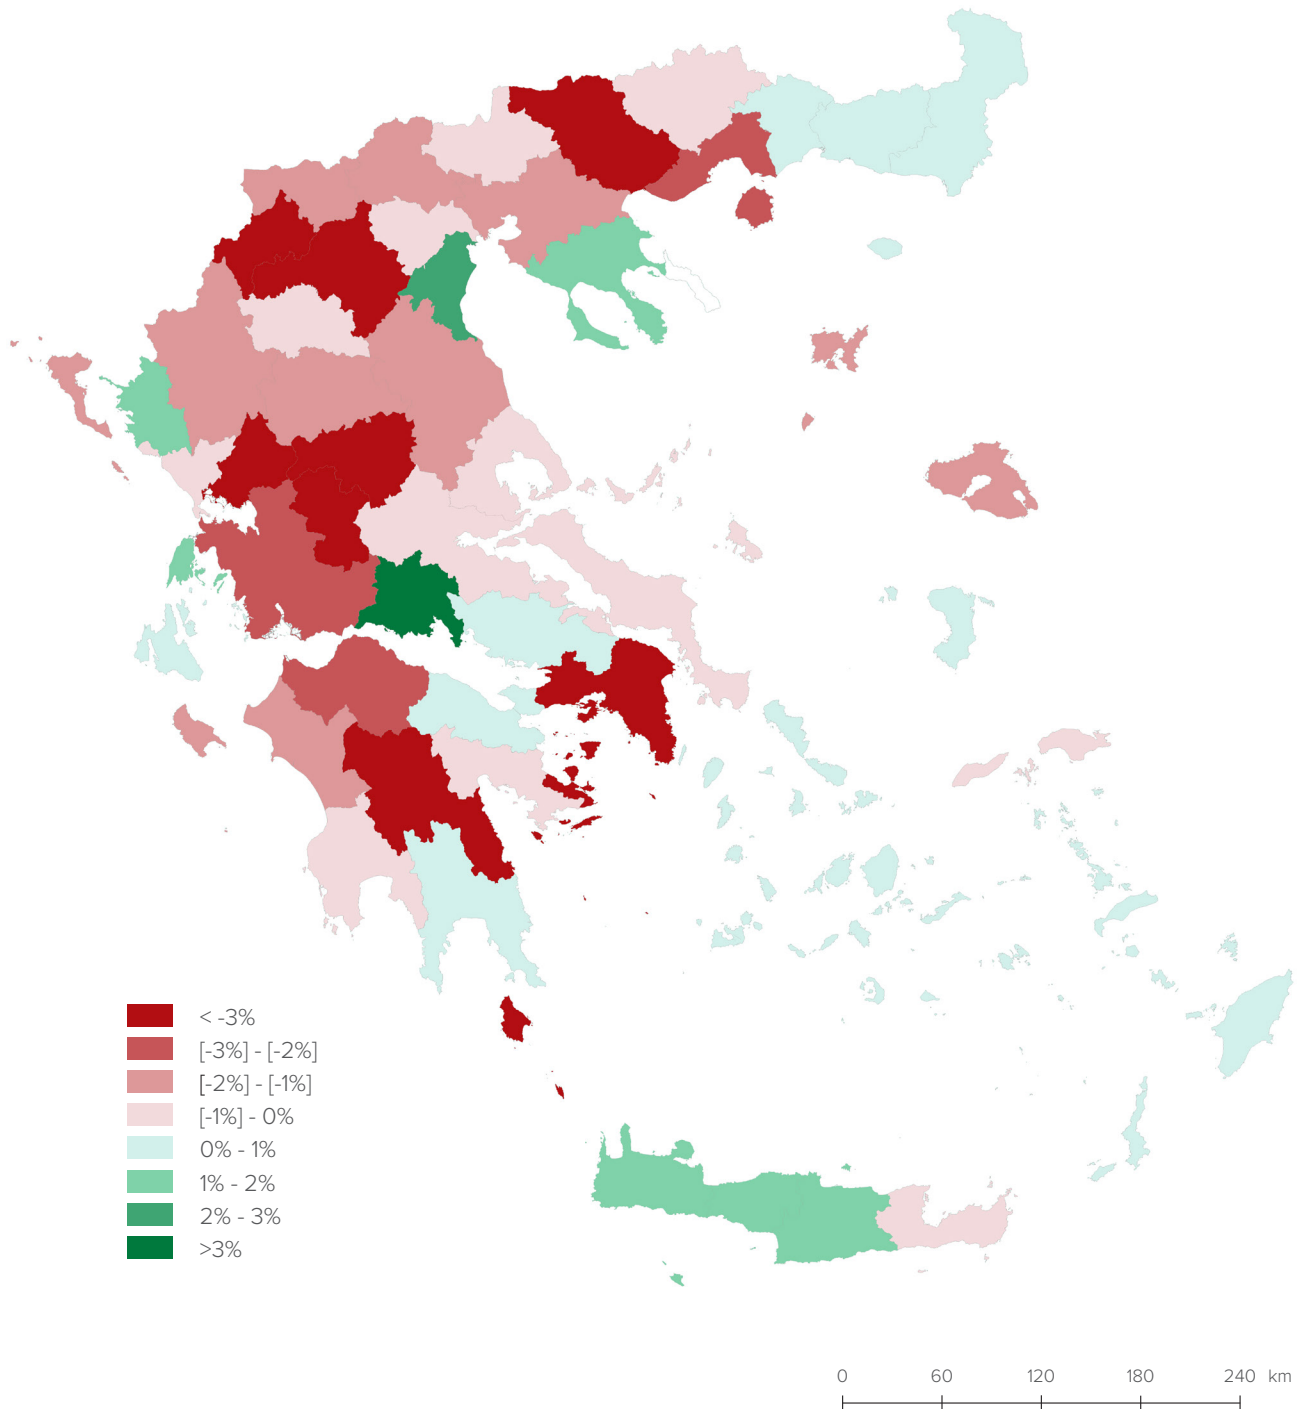 < -3%
[-3%] - [-2%]
[-2%] - [-1%]
[-1%] - 0%
0% - 1%
1% - 2%
2% - 3%
>3%
0 60 120 180 240 km